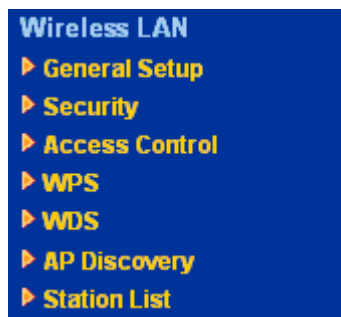 Wireless LAN
General Setup
Security
Access Control
WPS
WDS
AP Discovery
Station List